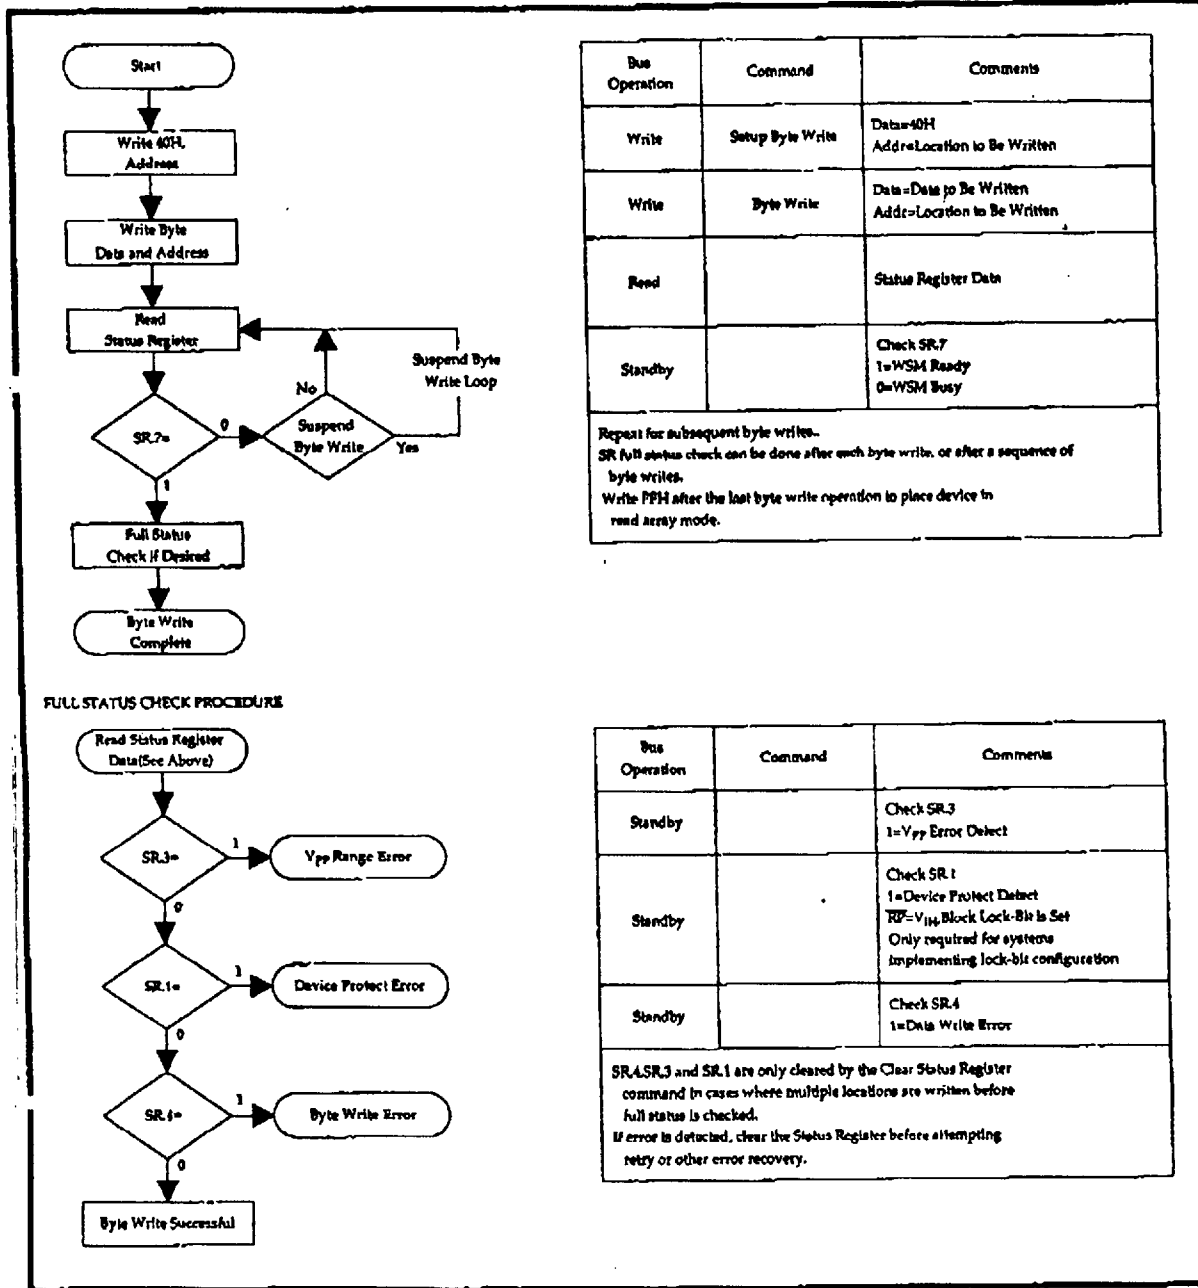 Start
Write 40H,
Address
Write Byte
Data and Address
Read
Status Register
Suspend Byte
Write Loop
No
SR.7=
0
Suspend
Byte Write
Yes
1
Full Status
Check if Desired
Byte Write
Complete
Bus
Operation
Command
Comments
Write
Setup Byte Write
Data=40H
Addr=Location to Be Written
Write
Byte Write
Data=Data to Be Written
Addr=Location to Be Written
Read
Status Register Data
Standby
Check SR.7
1=WSM Ready
0=WSM Busy
Repeat for subsequent byte writes..
SR full status check can be done after each byte write, or after a sequence of
byte writes.
Write FFH after the last byte write operation to place device in
read array mode.
FULL STATUS CHECK PROCEDURE
Read Status Register
Data(See Above)
SR.3=
1
VPP Range Error
0
SR.1=
1
Device Protect Error
0
SR.4=
1
Byte Write Error
0
Byte Write Successful
Bus
Operation
Command
Comments
Standby
Check SR.3
1=VPP Error Detect
Standby
Check SR.1
1=Device Protect Detect
RP=VIH,Block Lock-Bit is Set
Only required for systems
implementing lock-bit configuration
Standby
Check SR.4
1=Data Write Error
SR.4,SR.3 and SR.1 are only cleared by the Clear Status Register
command in cases where multiple locations are written before
full status is checked.
If error is detected, clear the Status Register before attempting
retry or other error recovery.